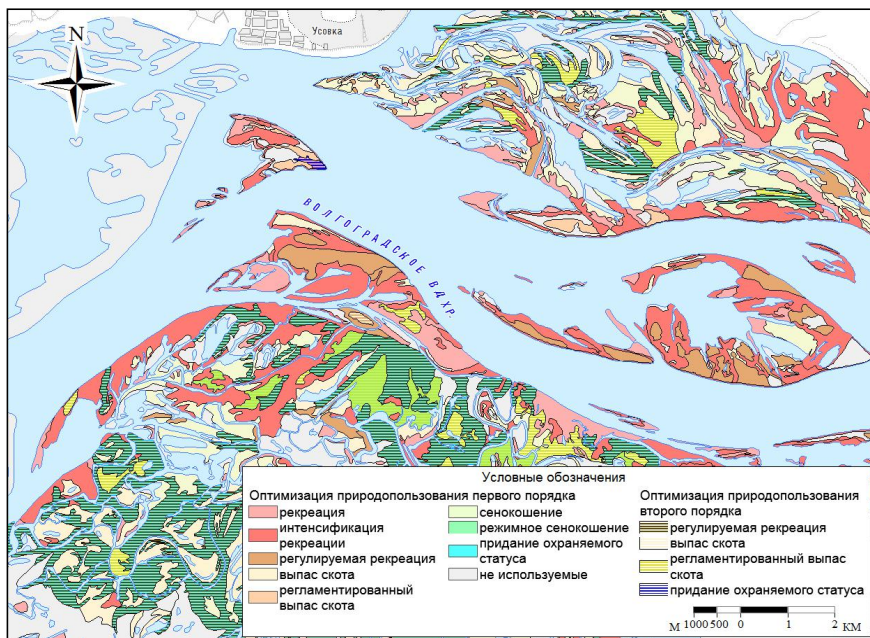 Усовка
N
ВОЛГОГРАДСКОЕ ВДХР.
Условные обозначения
Оптимизация природопользования первого порядка
рекреация
интенсификация
рекреации
регулируемая рекреация
выпас скота
регламентированный
выпас скота
сенокошение
режимное сенокошение
придание охраняемого
статуса
не используемые
Оптимизация природопользования
второго порядка
регулируемая рекреация
выпас скота
регламентированный выпас
скота
придание охраняемого статуса
М 1000 500 0 1 2 КМ